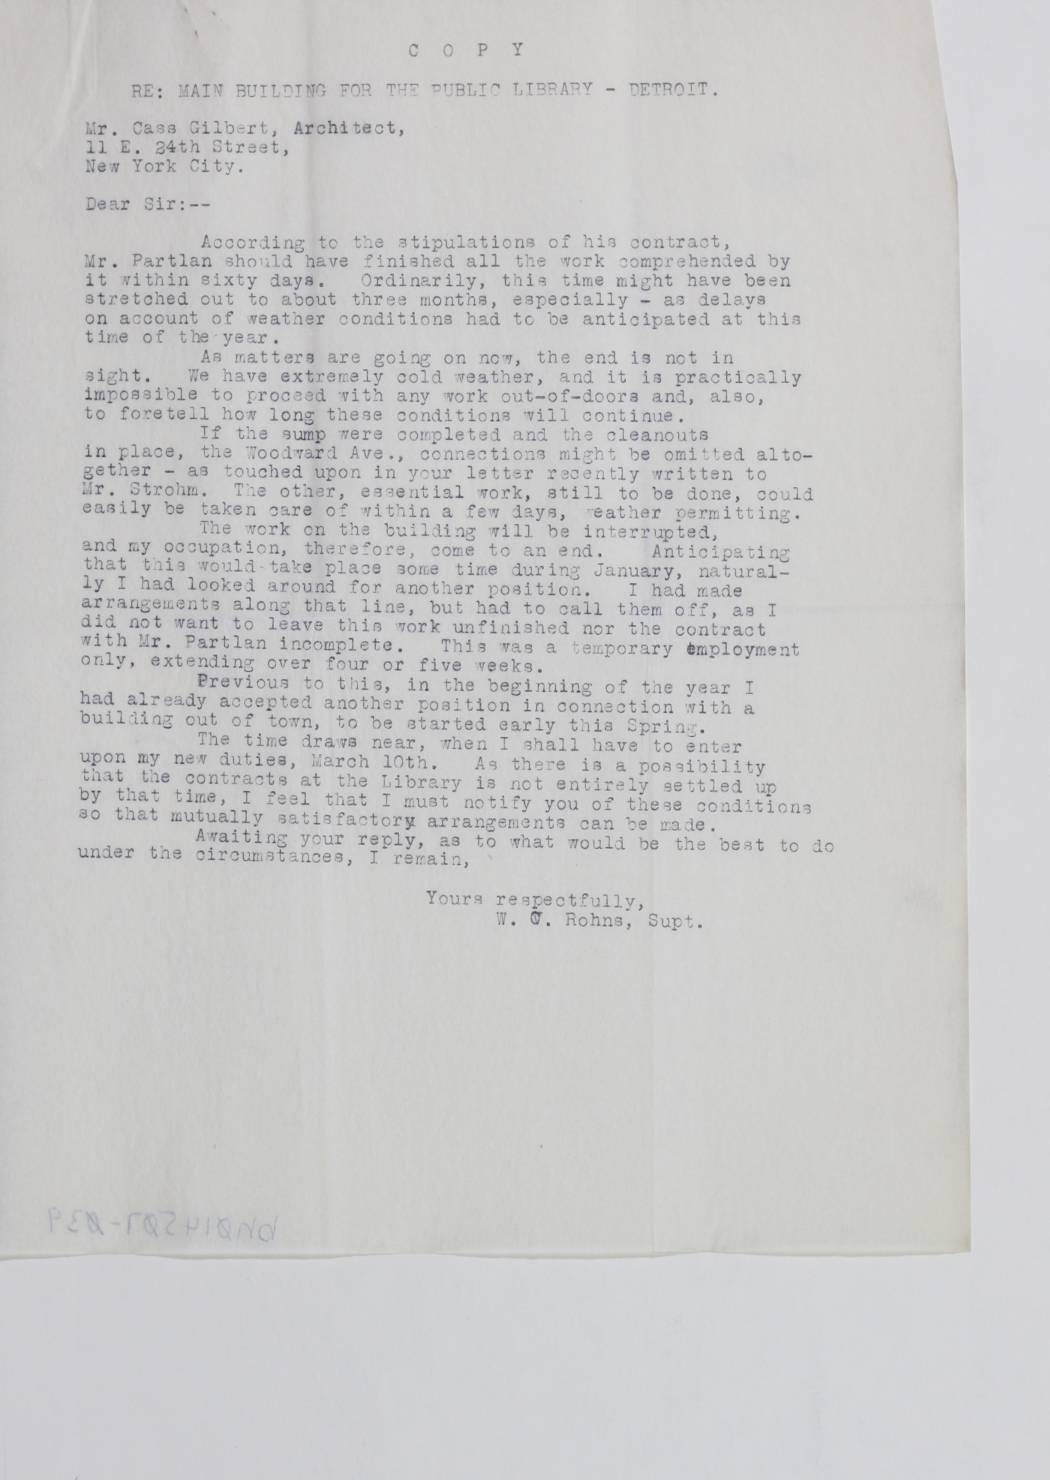 C O P Y
RE: MAIN BUILDING FOR THE PUBLIC LIBRARY - DETROIT.
Mr. Cass Gilbert, Architect,
11 E. 24th Street,
New York City.
Dear Sir:--
According to the stipulations of his contract,
Mr. Partlan should have finished all the work comprehended by
it within sixty days. Ordinarily, this time might have been
stretched out to about three months, especially - as delays
on account of weather conditions had to be anticipated at this
time of the year.
As matters are going on now, the end is not in
sight. We have extremely cold weather, and it is practically
impossible to proceed with any work out-of-doors and, also,
to foretell how long these conditions will continue.
If the sump were completed and the cleanouts
in place, the Woodward Ave., connections might be omitted alto-
gether - as touched upon in your letter recently written to
Mr. Strohm. The other, essential work, still to be done, could
easily be taken care of within a few days, weather permitting.
The work on the building will be interrupted,
and my occupation, therefore, come to an end. Anticipating
that this would take place some time during January, natural-
ly I had looked around for another position. I had made
arrangements along that line, but had to call them off, as I
did not want to leave this work unfinished nor the contract
with Mr. Partlan incomplete. This was a temporary employment
only, extending over four or five weeks.
Previous to this, in the beginning of the year I
had already accepted another position in connection with a
building out of town, to be started early this Spring.
The time draws near, when I shall have to enter
upon my new duties, March 10th. As there is a possibility
that the contracts at the Library is not entirely settled up
by that time, I feel that I must notify you of these conditions
so that mutually satisfactory arrangements can be made.
Awaiting your reply, as to what would be the best to do
under the circumstances, I remain,
Yours respectfully,
W. Rohns, Supt.